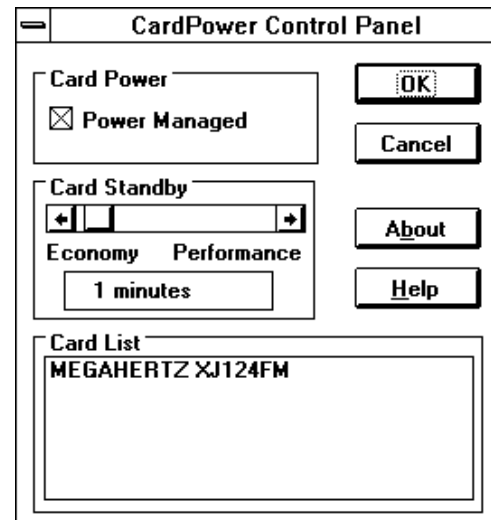 CardPower Control Panel
Card Power
Power Managed
OK
Cancel
Card Standby
Economy Performance
1 minutes
About
Help
Card List
MEGAHERTZ XJ124FM